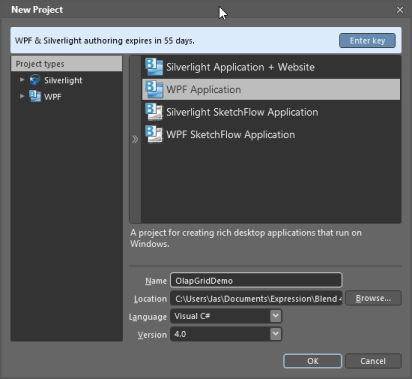 New Project
WPF & Silverlight authoring expires in 55 days.
Enter key
Project types
Silverlight
WPF
Silverlight Application + Website
WPF Application
Silverlight SketchFlow Application
WPF SketchFlow Application
A project for creating rich desktop applications that run on
Windows.
Name OlapGridDemo
Location C:\Users\Jas\Documents\Expression\Blend 4 Browse...
Language Visual C#
Version 4.0
OK Cancel